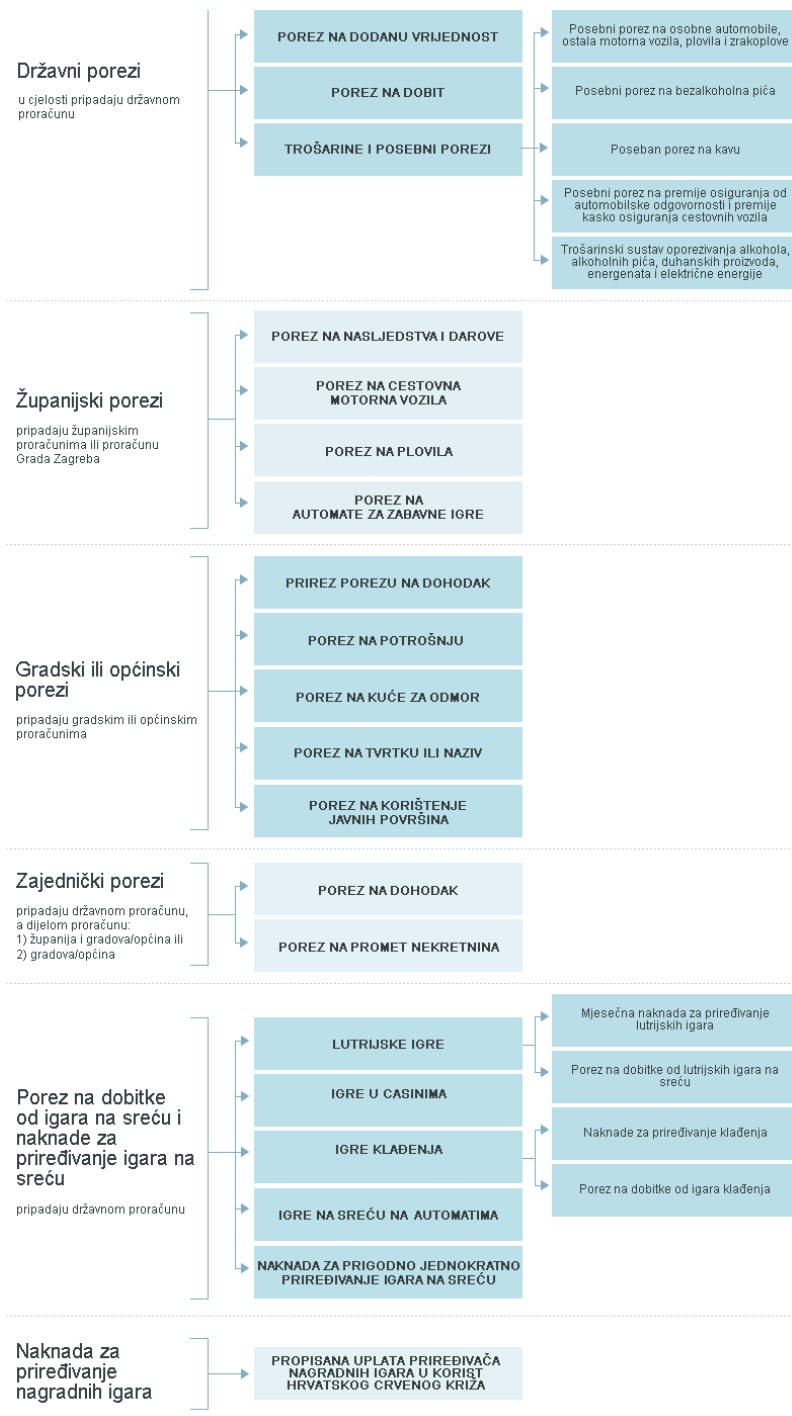 Državni porezi
u cjelosti pripadaju državnom
proračunu
POREZ NA DODANU VRIJEDNOST
POREZ NA DOBIT
TROŠARINE I POSEBNI POREZI
Posebni porez na osobne automobile,
ostala motorna vozila, plovila i zrakoplove
Posebni porez na bezalkoholna pića
Poseban porez na kavu
Posebni porez na premije osiguranja od
automobilske odgovornosti i premije
kasko osiguranja cestovnih vozila
Trošarinski sustav oporezivanja alkohola,
alkoholnih pića, duhanskih proizvoda,
energenata i električne energije
Županijski porezi
pripadaju županijskim
proračunima ili proračunu
Grada Zagreba
POREZ NA NASLJEDSTVA I DAROVE
POREZ NA CESTOVNA
MOTORNA VOZILA
POREZ NA PLOVILA
POREZ NA
AUTOMATE ZA ZABAVNE IGRE
Gradski ili općinski
porezi
pripadaju gradskim ili općinskim
proračunima
PRIREZ POREZU NA DOHODAK
POREZ NA POTROŠNJU
POREZ NA KUĆE ZA ODMOR
POREZ NA TVRTKU ILI NAZIV
POREZ NA KORIŠTENJE
JAVNIH POVRŠINA
Zajednički porezi
pripadaju državnom proračunu,
a dijelom proračunu:
1) županija i gradova/općina ili
2) gradova/općina
POREZ NA DOHODAK
POREZ NA PROMET NEKRETNINA
Porez na dobitke
od igara na sreću i
naknade za
priređivanje igara na
sreću
pripadaju državnom proračunu
LUTRIJSKE IGRE
IGRE U CASINIMA
IGRE KLAĐENJA
IGRE NA SREĆU NA AUTOMATIMA
NAKNADA ZA PRIGODNO JEDNOKRATNO
PRIREĐIVANJE IGARA NA SREĆU
Mjesečna naknada za priređivanje
lutrijskih igara
Porez na dobitke od lutrijskih igara na
sreću
Naknade za priređivanje klađenja
Porez na dobitke od igara klađenja
Naknada za
priređivanje
nagradnih igara
PROPISANA UPLATA PRIREĐIVAČA
NAGRADNIH IGARA U KORIST
HRVATSKOG CRVENOG KRIŽA